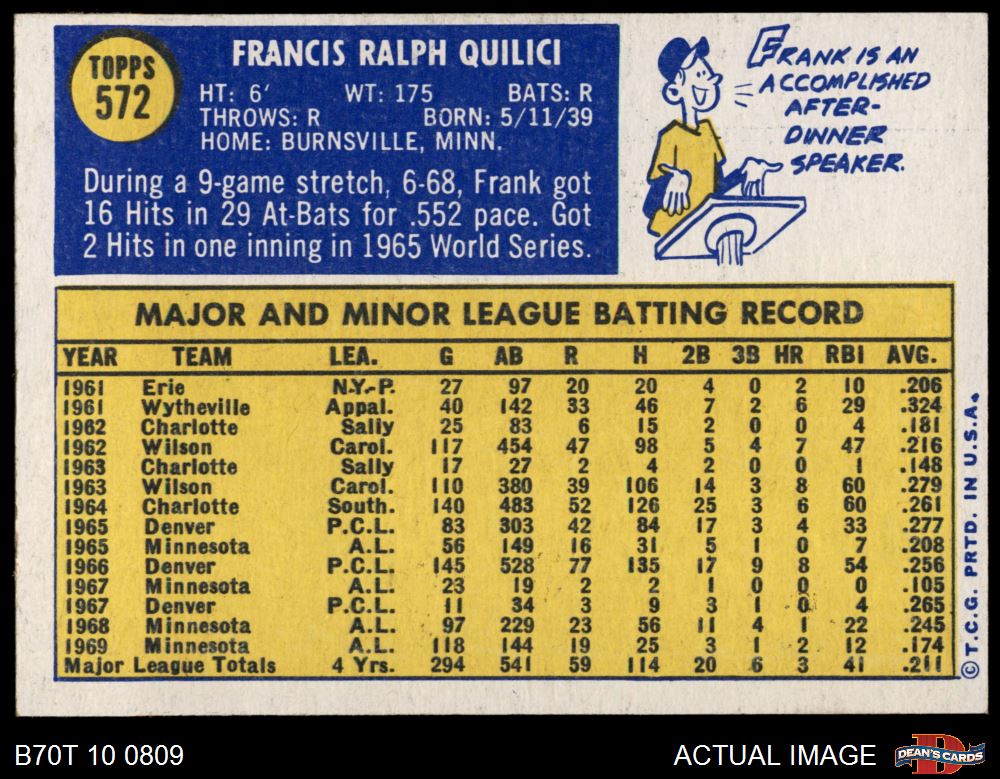 TOPPS
572
FRANCIS RALPH QUILICI
HT: 6' WT: 175 BATS: R
THROWS: R BORN: 5/11/39
HOME: BURNSVILLE, MINN.
During a 9-game stretch, 6-68, Frank got
16 Hits in 29 At-Bats for .552 pace. Got
2 Hits in one inning in 1965 World Series.
FRANK IS AN
ACCOMPLISHED
AFTER-
DINNER
SPEAKER.
MAJOR AND MINOR LEAGUE BATTING RECORD
YEAR TEAM LEA. G AB R H 2B 3B HR RBI AVG.
1961 Erie N.Y.-P. 27 97 20 20 4 0 2 10 .206
1961 Wytheville Appal. 40 142 33 46 7 2 6 29 .324
1962 Charlotte Sally 25 83 6 15 2 0 0 4 .181
1962 Wilson Carol. 117 454 47 98 5 4 7 47 .216
1963 Charlotte Sally 17 27 2 4 2 0 0 1 .148
1963 Wilson Carol. 110 380 39 106 14 3 8 60 .279
1964 Charlotte South. 140 483 52 126 25 3 6 60 .261
1965 Denver P.C.L. 83 303 42 84 17 3 4 33 .277
1965 Minnesota A.L. 56 149 16 31 5 1 0 7 .208
1966 Denver P.C.L. 145 528 77 135 17 9 8 54 .256
1967 Minnesota A.L. 23 19 2 2 1 0 0 0 .105
1967 Denver P.C.L. 11 34 3 9 3 1 0 4 .265
1968 Minnesota A.L. 97 229 23 56 11 4 1 22 .245
1969 Minnesota A.L. 118 144 19 25 3 1 2 12 .174
Major League Totals 4 Yrs. 294 541 59 114 20 6 3 41 .211
© T.C.G. PRTD. IN U.S.A.
B70T 10 0809
ACTUAL IMAGE
DEAN'S CARDS